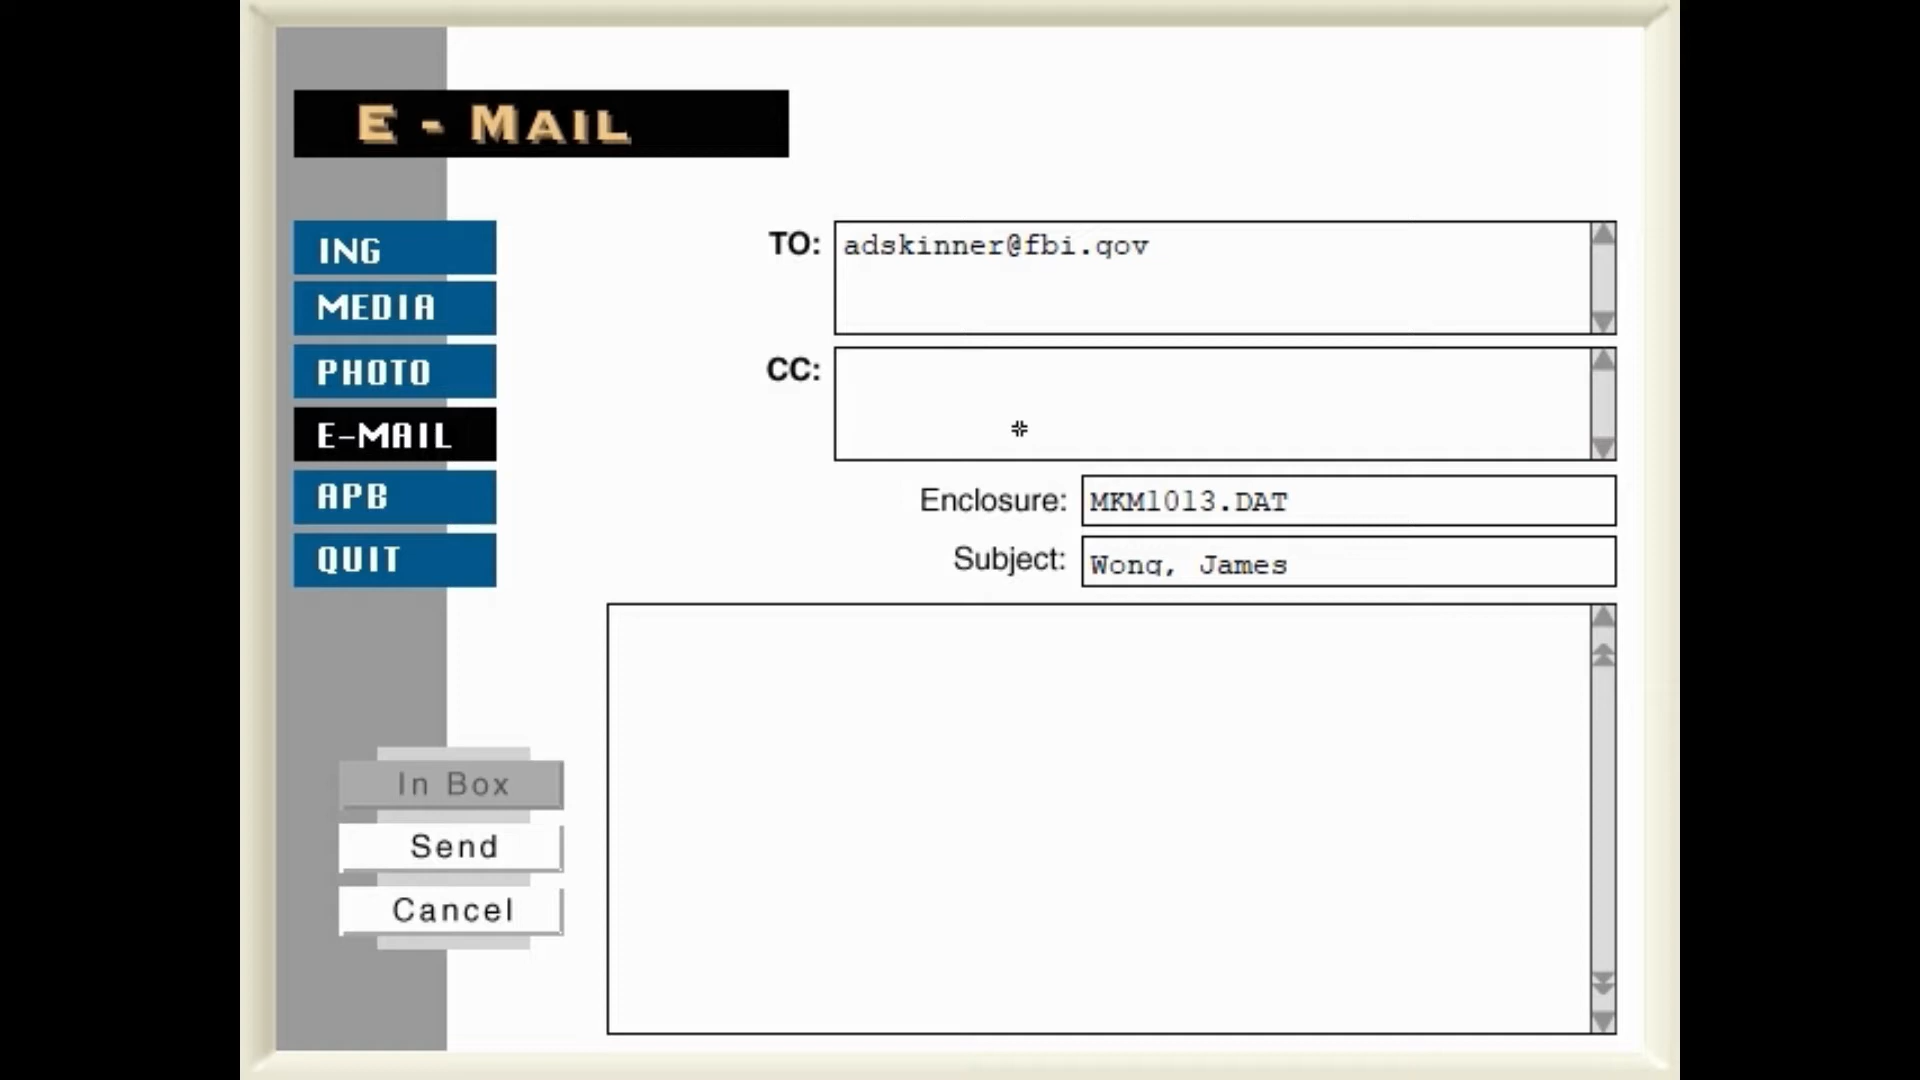 E - MAIL
ING
MEDIA
PHOTO
E-MAIL
APB
QUIT
TO: adskinner@fbi.gov
CC:
Enclosure: MKM1013.DAT
Subject: Wong, James
In Box
Send
Cancel